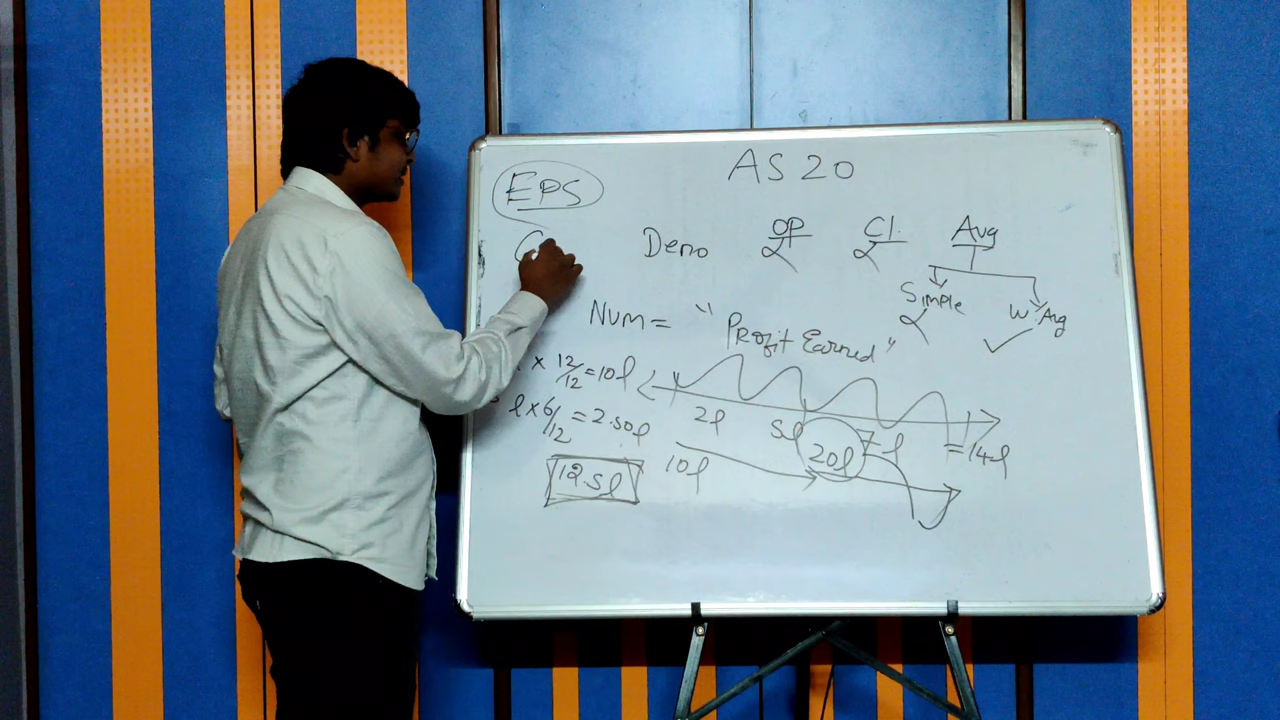 AS 20
EPS
Deno OP Cl. Avg
Simple W. Avg
Num = " Profit Earned "
x 12/12 = 10l
l x 6/12 = 2.50l
2l 5l 7l = 14l
12.5l
10l 20l